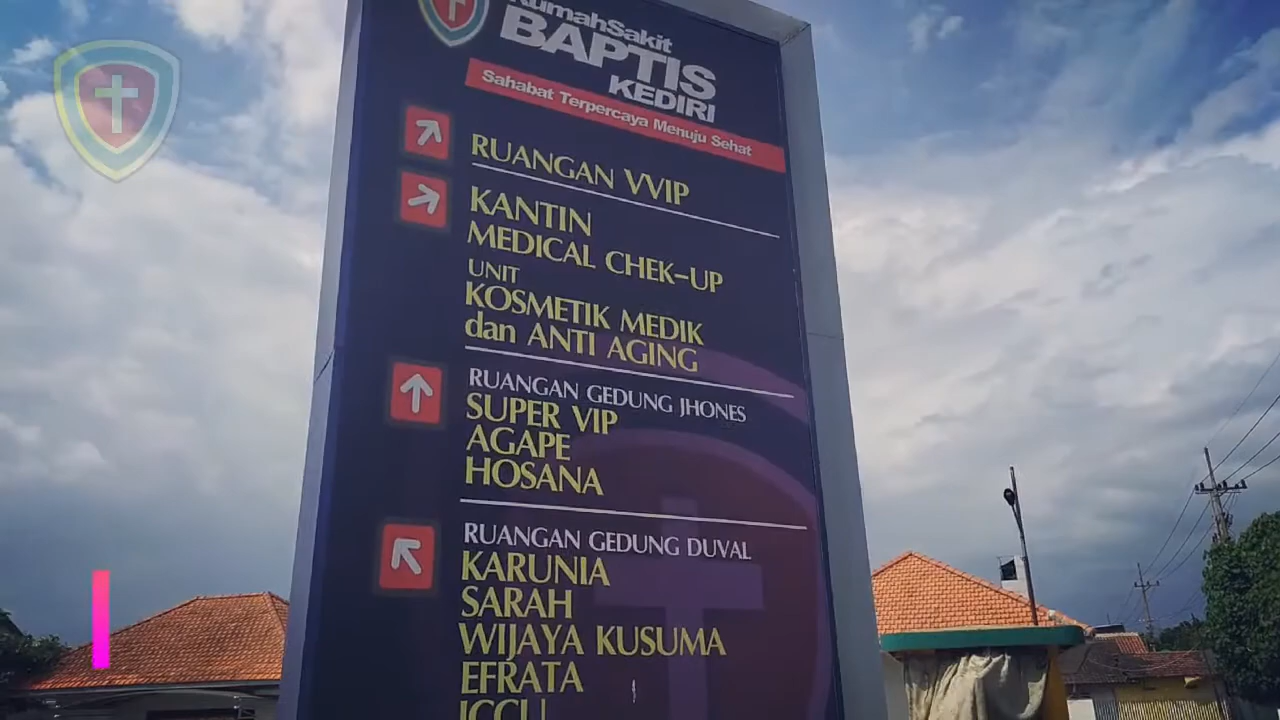 RumahSakit
BAPTIS
KEDIRI
Sahabat Terpercaya Menuju Sehat
RUANGAN VVIP
KANTIN
MEDICAL CHEK-UP
UNIT
KOSMETIK MEDIK
dan ANTI AGING
RUANGAN GEDUNG JHONES
SUPER VIP
AGAPE
HOSANA
RUANGAN GEDUNG DUVAL
KARUNIA
SARAH
WIJAYA KUSUMA
EFRATA
ICCU